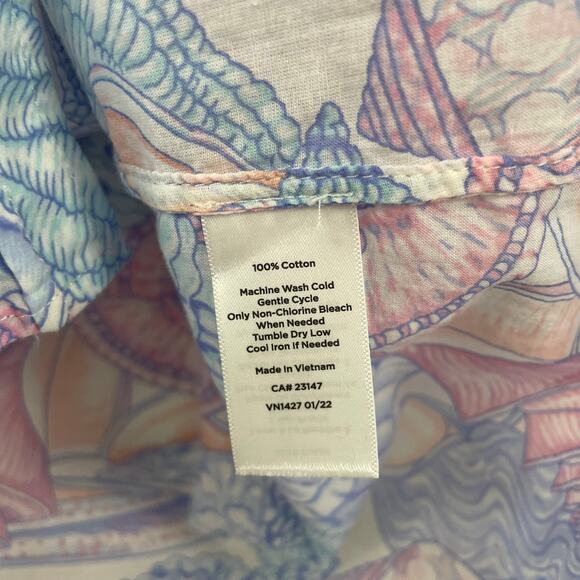 100% Cotton
Machine Wash Cold
Gentle Cycle
Only Non-Chlorine Bleach
When Needed
Tumble Dry Low
Cool Iron if Needed
Made in Vietnam
CA# 23147
VN1427 01/22